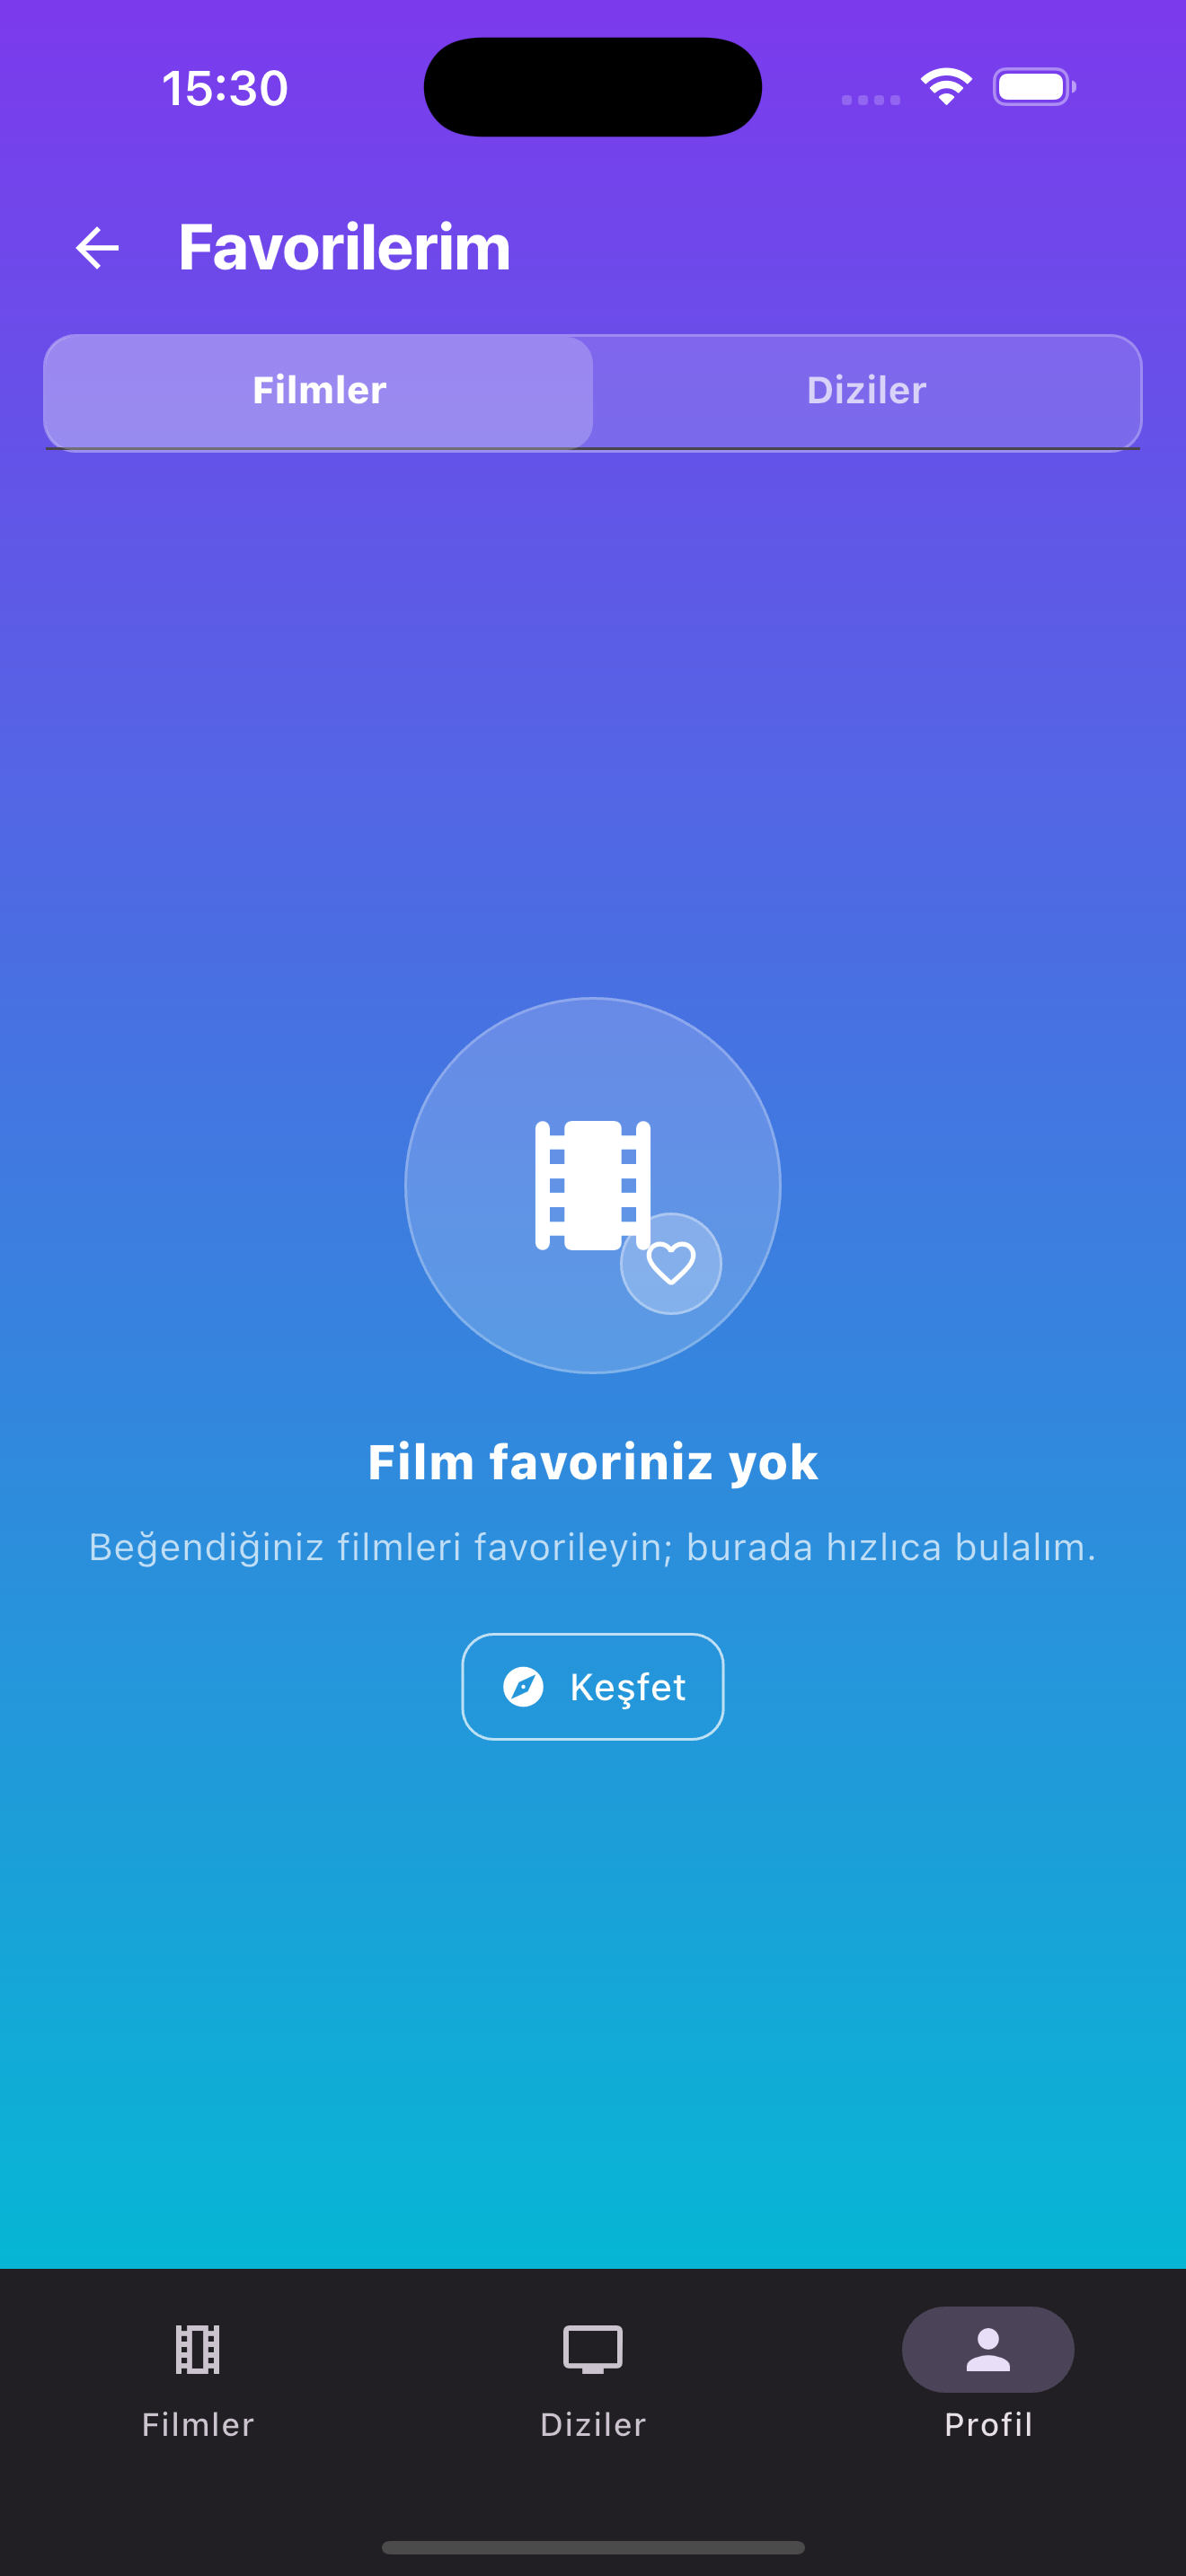 15:30
Favorilerim
Filmler
Diziler
Film favoriniz yok
Beğendiğiniz filmleri favorileyin; burada hızlıca bulalım.
Keşfet
Filmler
Diziler
Profil